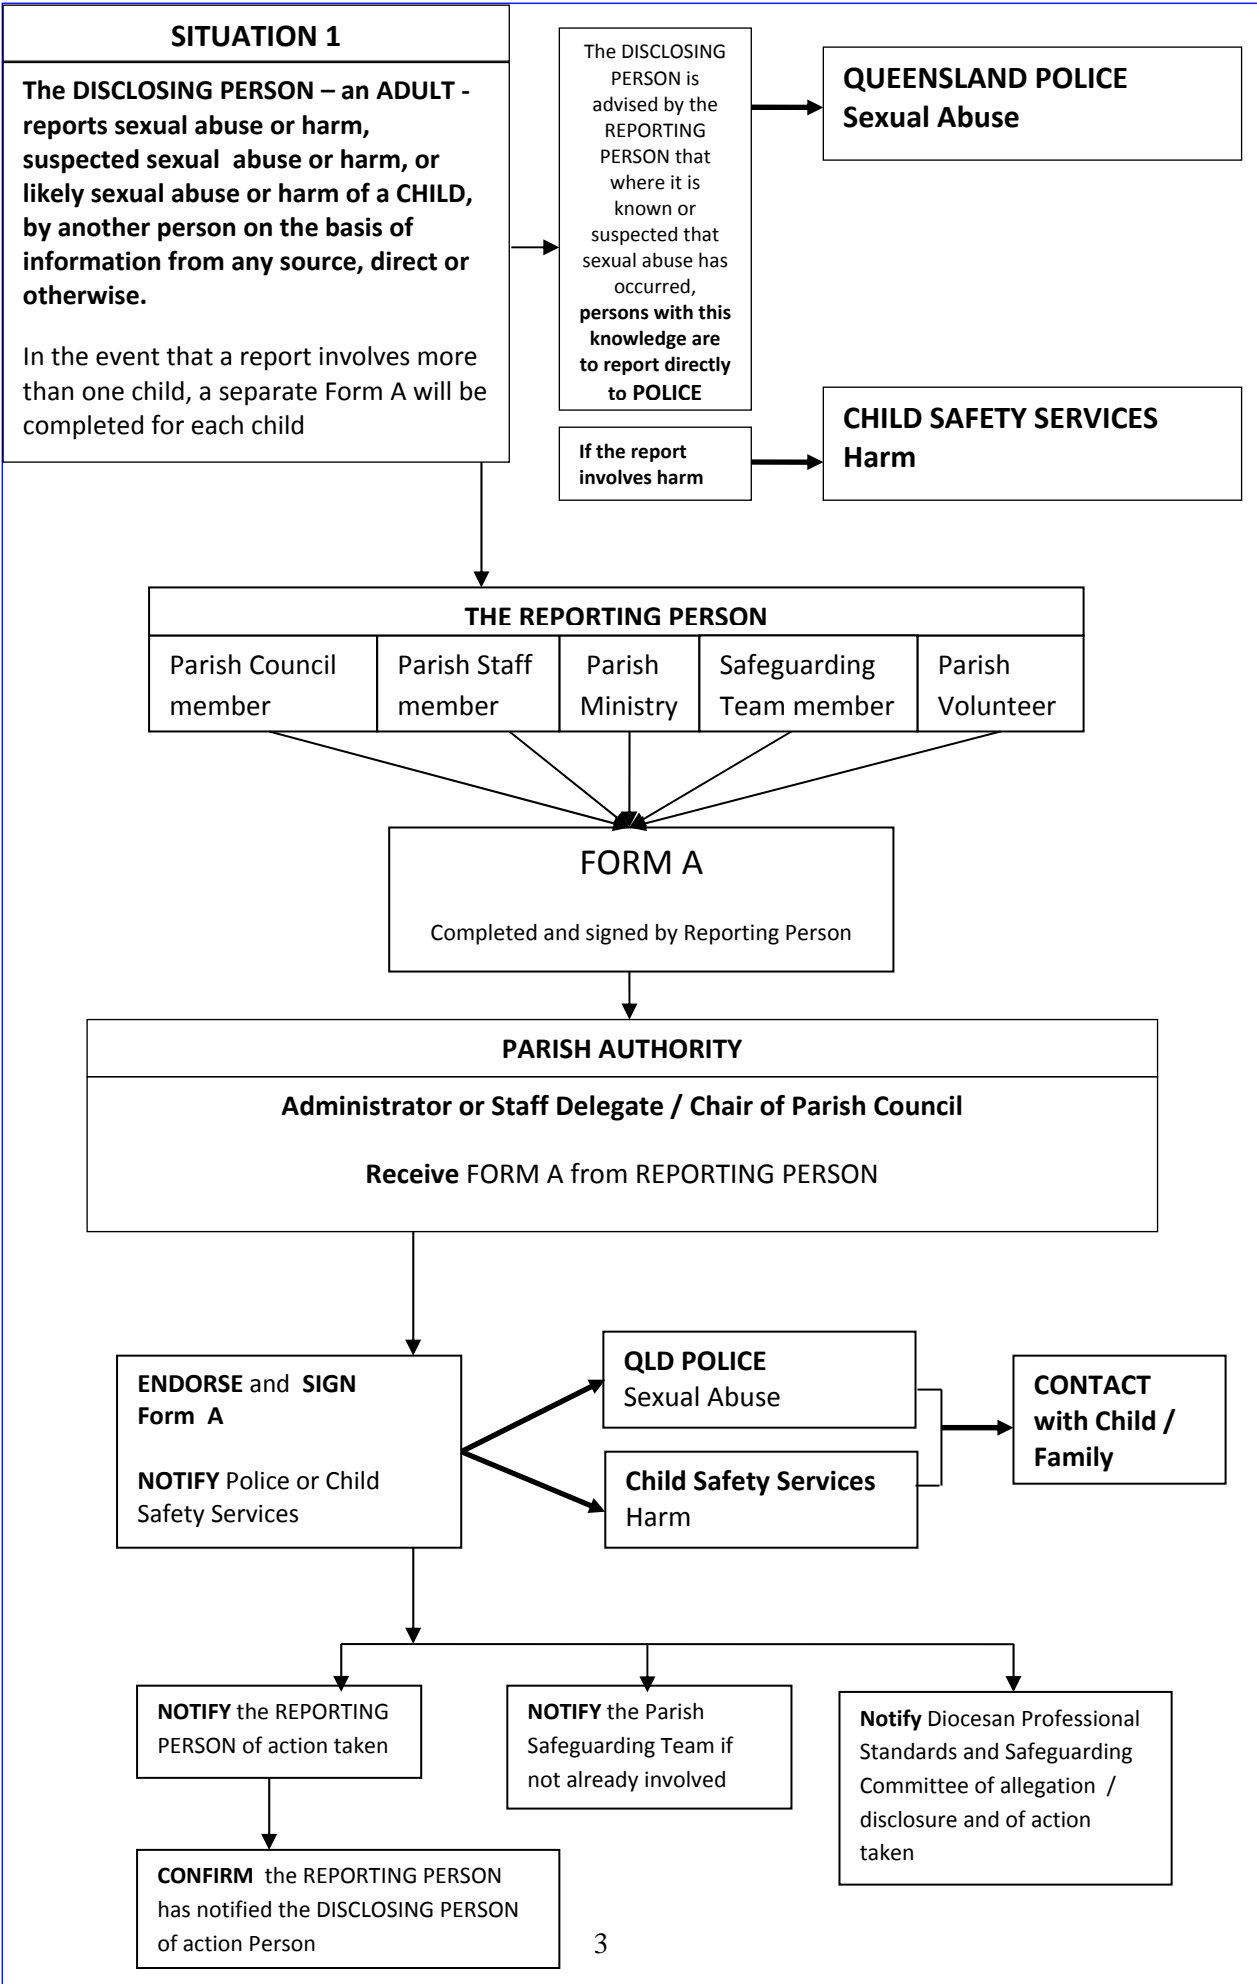 SITUATION 1
The DISCLOSING PERSON – an ADULT -
reports sexual abuse or harm,
suspected sexual abuse or harm, or
likely sexual abuse or harm of a CHILD,
by another person on the basis of
information from any source, direct or
otherwise.
In the event that a report involves more
than one child, a separate Form A will be
completed for each child
The DISCLOSING
PERSON is
advised by the
REPORTING
PERSON that
where it is
known or
suspected that
sexual abuse has
occurred,
persons with this
knowledge are
to report directly
to POLICE
QUEENSLAND POLICE
Sexual Abuse
If the report
involves harm
CHILD SAFETY SERVICES
Harm
THE REPORTING PERSON
Parish Council
member
Parish Staff
member
Parish
Ministry
Safeguarding
Team member
Parish
Volunteer
FORM A
Completed and signed by Reporting Person
PARISH AUTHORITY
Administrator or Staff Delegate / Chair of Parish Council
Receive FORM A from REPORTING PERSON
ENDORSE and SIGN
Form A
NOTIFY Police or Child
Safety Services
QLD POLICE
Sexual Abuse
Child Safety Services
Harm
CONTACT
with Child /
Family
NOTIFY the REPORTING
PERSON of action taken
NOTIFY the Parish
Safeguarding Team if
not already involved
Notify Diocesan Professional
Standards and Safeguarding
Committee of allegation /
disclosure and of action
taken
CONFIRM the REPORTING PERSON
has notified the DISCLOSING PERSON
of action Person
3